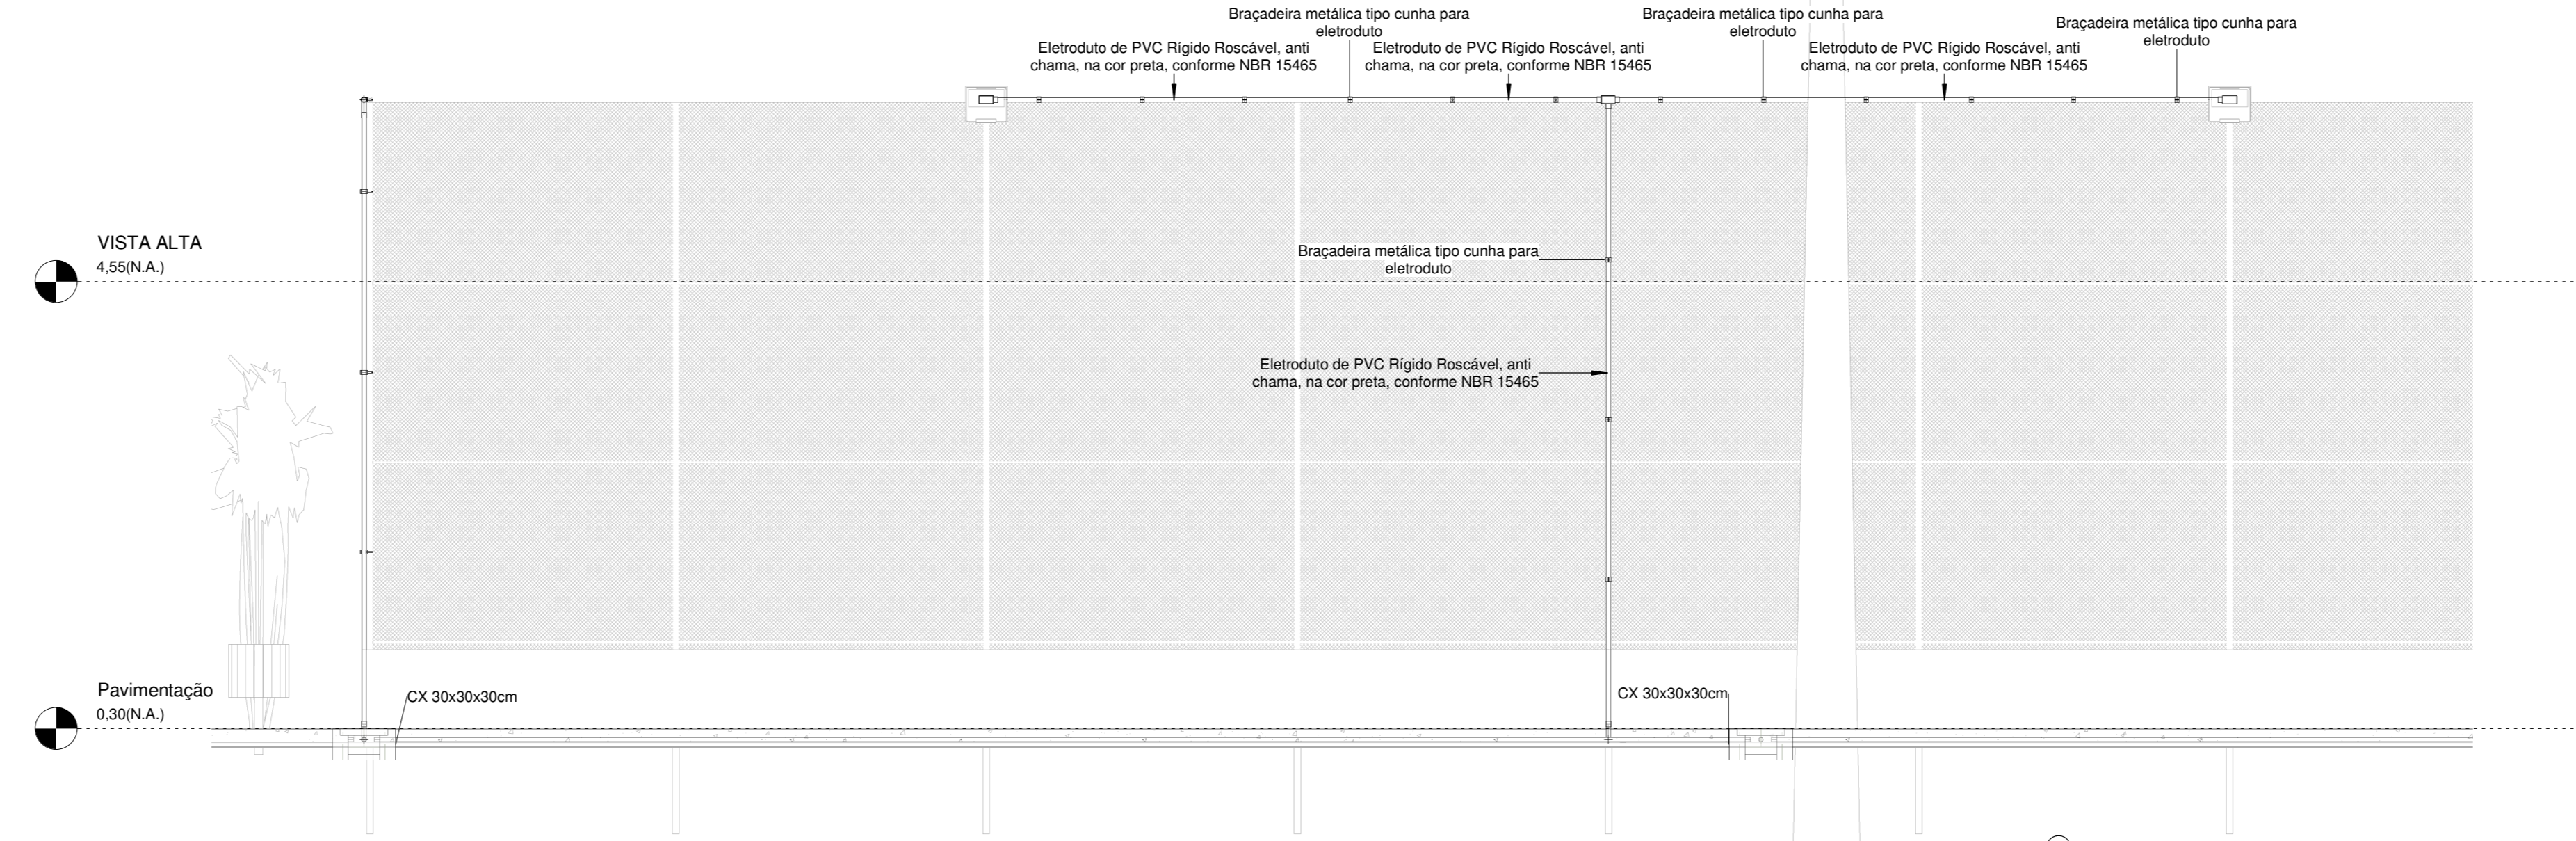 Braçadeira metálica tipo cunha para
eletroduto
Braçadeira metálica tipo cunha para
eletroduto
Braçadeira metálica tipo cunha para
eletroduto
Eletroduto de PVC Rígido Roscável, anti
chama, na cor preta, conforme NBR 15465
Eletroduto de PVC Rígido Roscável, anti
chama, na cor preta, conforme NBR 15465
Eletroduto de PVC Rígido Roscável, anti
chama, na cor preta, conforme NBR 15465
VISTA ALTA
4,55(N.A.)
Braçadeira metálica tipo cunha para
eletroduto
Eletroduto de PVC Rígido Roscável, anti
chama, na cor preta, conforme NBR 15465
Pavimentação
0,30(N.A.)
CX 30x30x30cm
CX 30x30x30cm